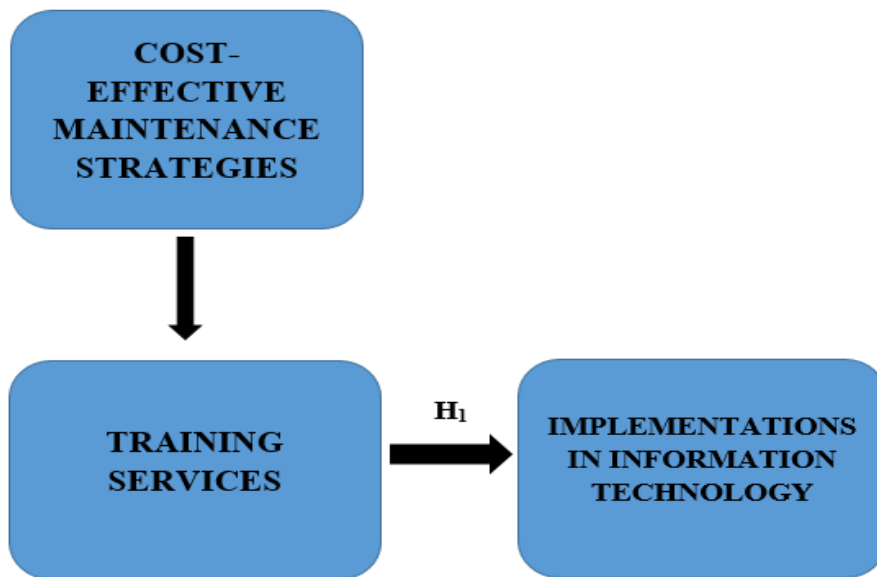 COST-
EFFECTIVE
MAINTENANCE
STRATEGIES
TRAINING
SERVICES
H₁
IMPLEMENTATIONS
IN INFORMATION
TECHNOLOGY